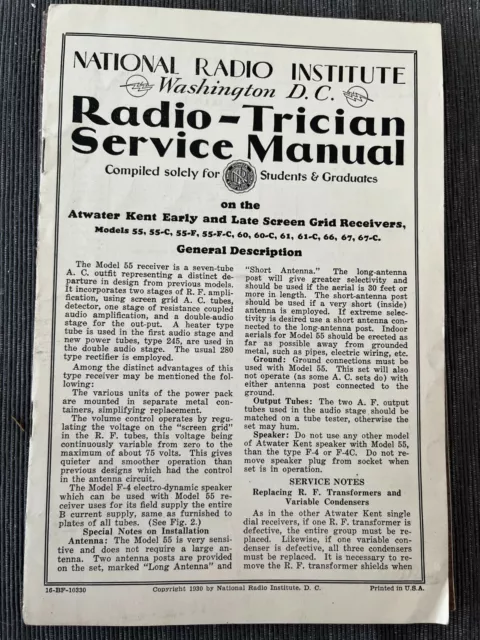 NATIONAL RADIO INSTITUTE
Washington D.C.
Radio-Trician
Service Manual
Compiled solely for Students & Graduates
on the
Atwater Kent Early and Late Screen Grid Receivers,
Models 55, 55-C, 55-F, 55-F-C, 60, 60-C, 61, 61-C, 66, 67, 67-C.
General Description
The Model 55 receiver is a seven-tube
A. C. outfit representing a distinct de-
parture in design from previous models.
It incorporates two stages of R. F. ampli-
fication, using screen grid A. C. tubes,
detector, one stage of resistance coupled
audio amplification, and a double-audio
stage for the out-put. A heater type
tube is used in the first audio stage and
new power tubes, type 245, are used in
the double audio stage. The usual 280
type rectifier is employed.
Among the distinct advantages of this
type receiver may be mentioned the fol-
lowing:
The various units of the power pack
are mounted in separate metal con-
tainers, simplifying replacement.
The volume control operates by regu-
lating the voltage on the "screen grid"
in the R. F. tubes, this voltage being
continuously variable from zero to the
maximum of about 75 volts. This gives
quieter and smoother operation than
previous designs which had the control
in the antenna circuit.
The Model F-4 electro-dynamic speaker
which can be used with Model 55 re-
ceiver uses for its field supply the entire
B current supply, same as furnished to
plates of all tubes. (See Fig. 2.)
Special Notes on Installation
Antenna: The Model 55 is very sensi-
tive and does not require a large an-
tenna. Two antenna posts are provided
on the set, marked "Long Antenna" and
"Short Antenna." The long-antenna
post will give greater selectivity and
should be used if the aerial is 30 feet or
more in length. The short-antenna post
should be used if a very short (inside)
antenna is employed. If extreme selec-
tivity is desired use a short antenna con-
nected to the long-antenna post. Indoor
aerials for Model 55 should be erected as
far as possible away from grounded
metal, such as pipes, electric wiring, etc.
Ground: Ground connections must be
used with Model 55. This set will also
not operate (as some A. C. sets do) with
either antenna post connected to the
ground.
Output Tubes: The two A. F. output
tubes used in the audio stage should be
matched on a tube tester, otherwise the
set may hum.
Speaker: Do not use any other model
of Atwater Kent speaker with Model 55,
than the type F-4 or F-4C. Do not re-
move speaker plug from socket when
set is in operation.
SERVICE NOTES
Replacing R. F. Transformers and
Variable Condensers
As in the other Atwater Kent single
dial receivers, if one R. F. transformer is
defective, the entire group must be re-
placed. Likewise, if one variable con-
denser is defective, all three condensers
must be replaced. It is necessary to re-
move the R. F. transformer shields when
16-BF-10330
Copyright 1930 by National Radio Institute, D. C.
Printed in U.S.A.